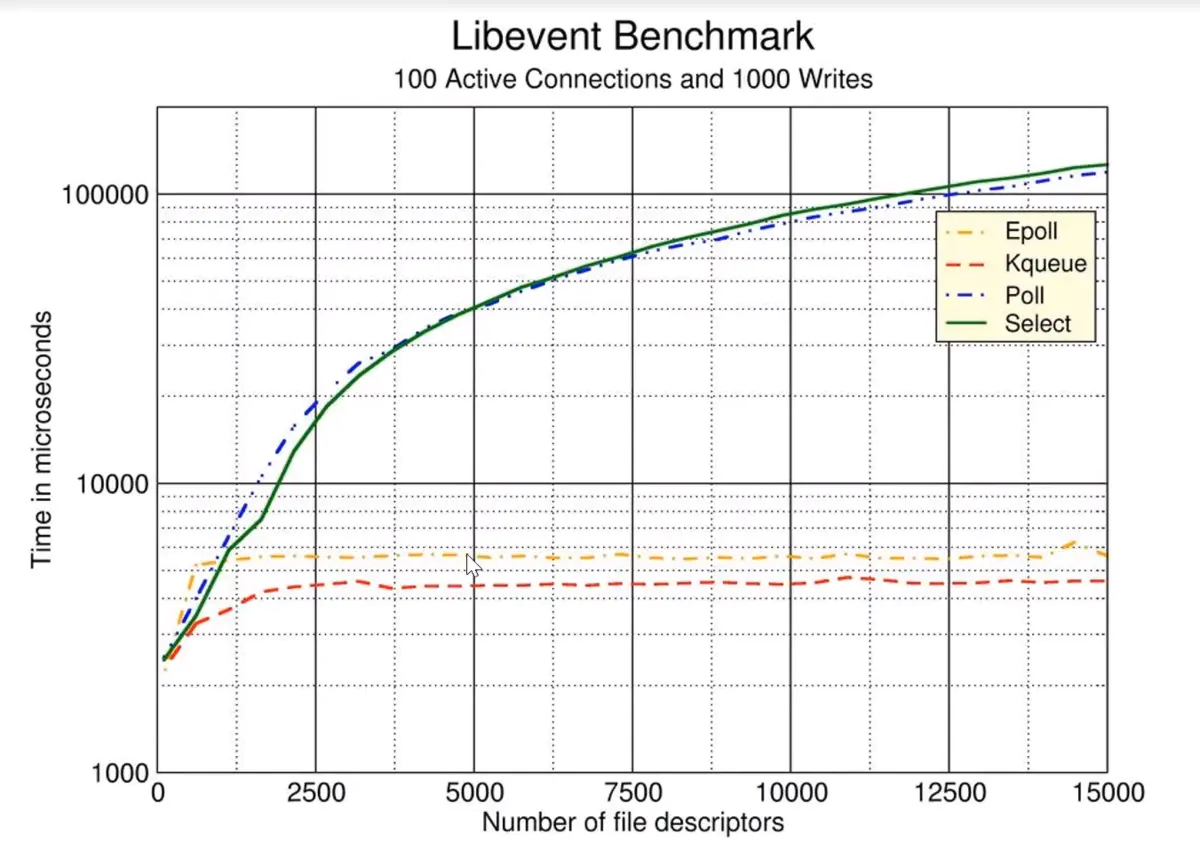 Libevent Benchmark
100 Active Connections and 1000 Writes
100000
Epoll
Kqueue
Poll
Select
Time in microseconds
10000
1000
0 2500 5000 7500 10000 12500 15000
Number of file descriptors